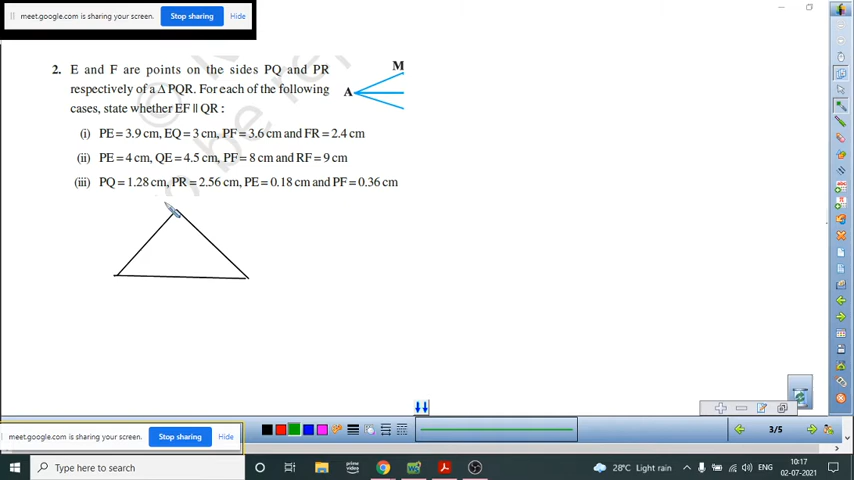 meet.google.com is sharing your screen. Stop sharing Hide
2. E and F are points on the sides PQ and PR
respectively of a Δ PQR. For each of the following
cases, state whether EF || QR :
(i) PE = 3.9 cm, EQ = 3 cm, PF = 3.6 cm and FR = 2.4 cm
(ii) PE = 4 cm, QE = 4.5 cm, PF = 8 cm and RF = 9 cm
(iii) PQ = 1.28 cm, PR = 2.56 cm, PE = 0.18 cm and PF = 0.36 cm
M
A
3/5
meet.google.com is sharing your screen. Stop sharing Hide
Type here to search
prime video
28°C Light rain
ENG
10:17
02-07-2021